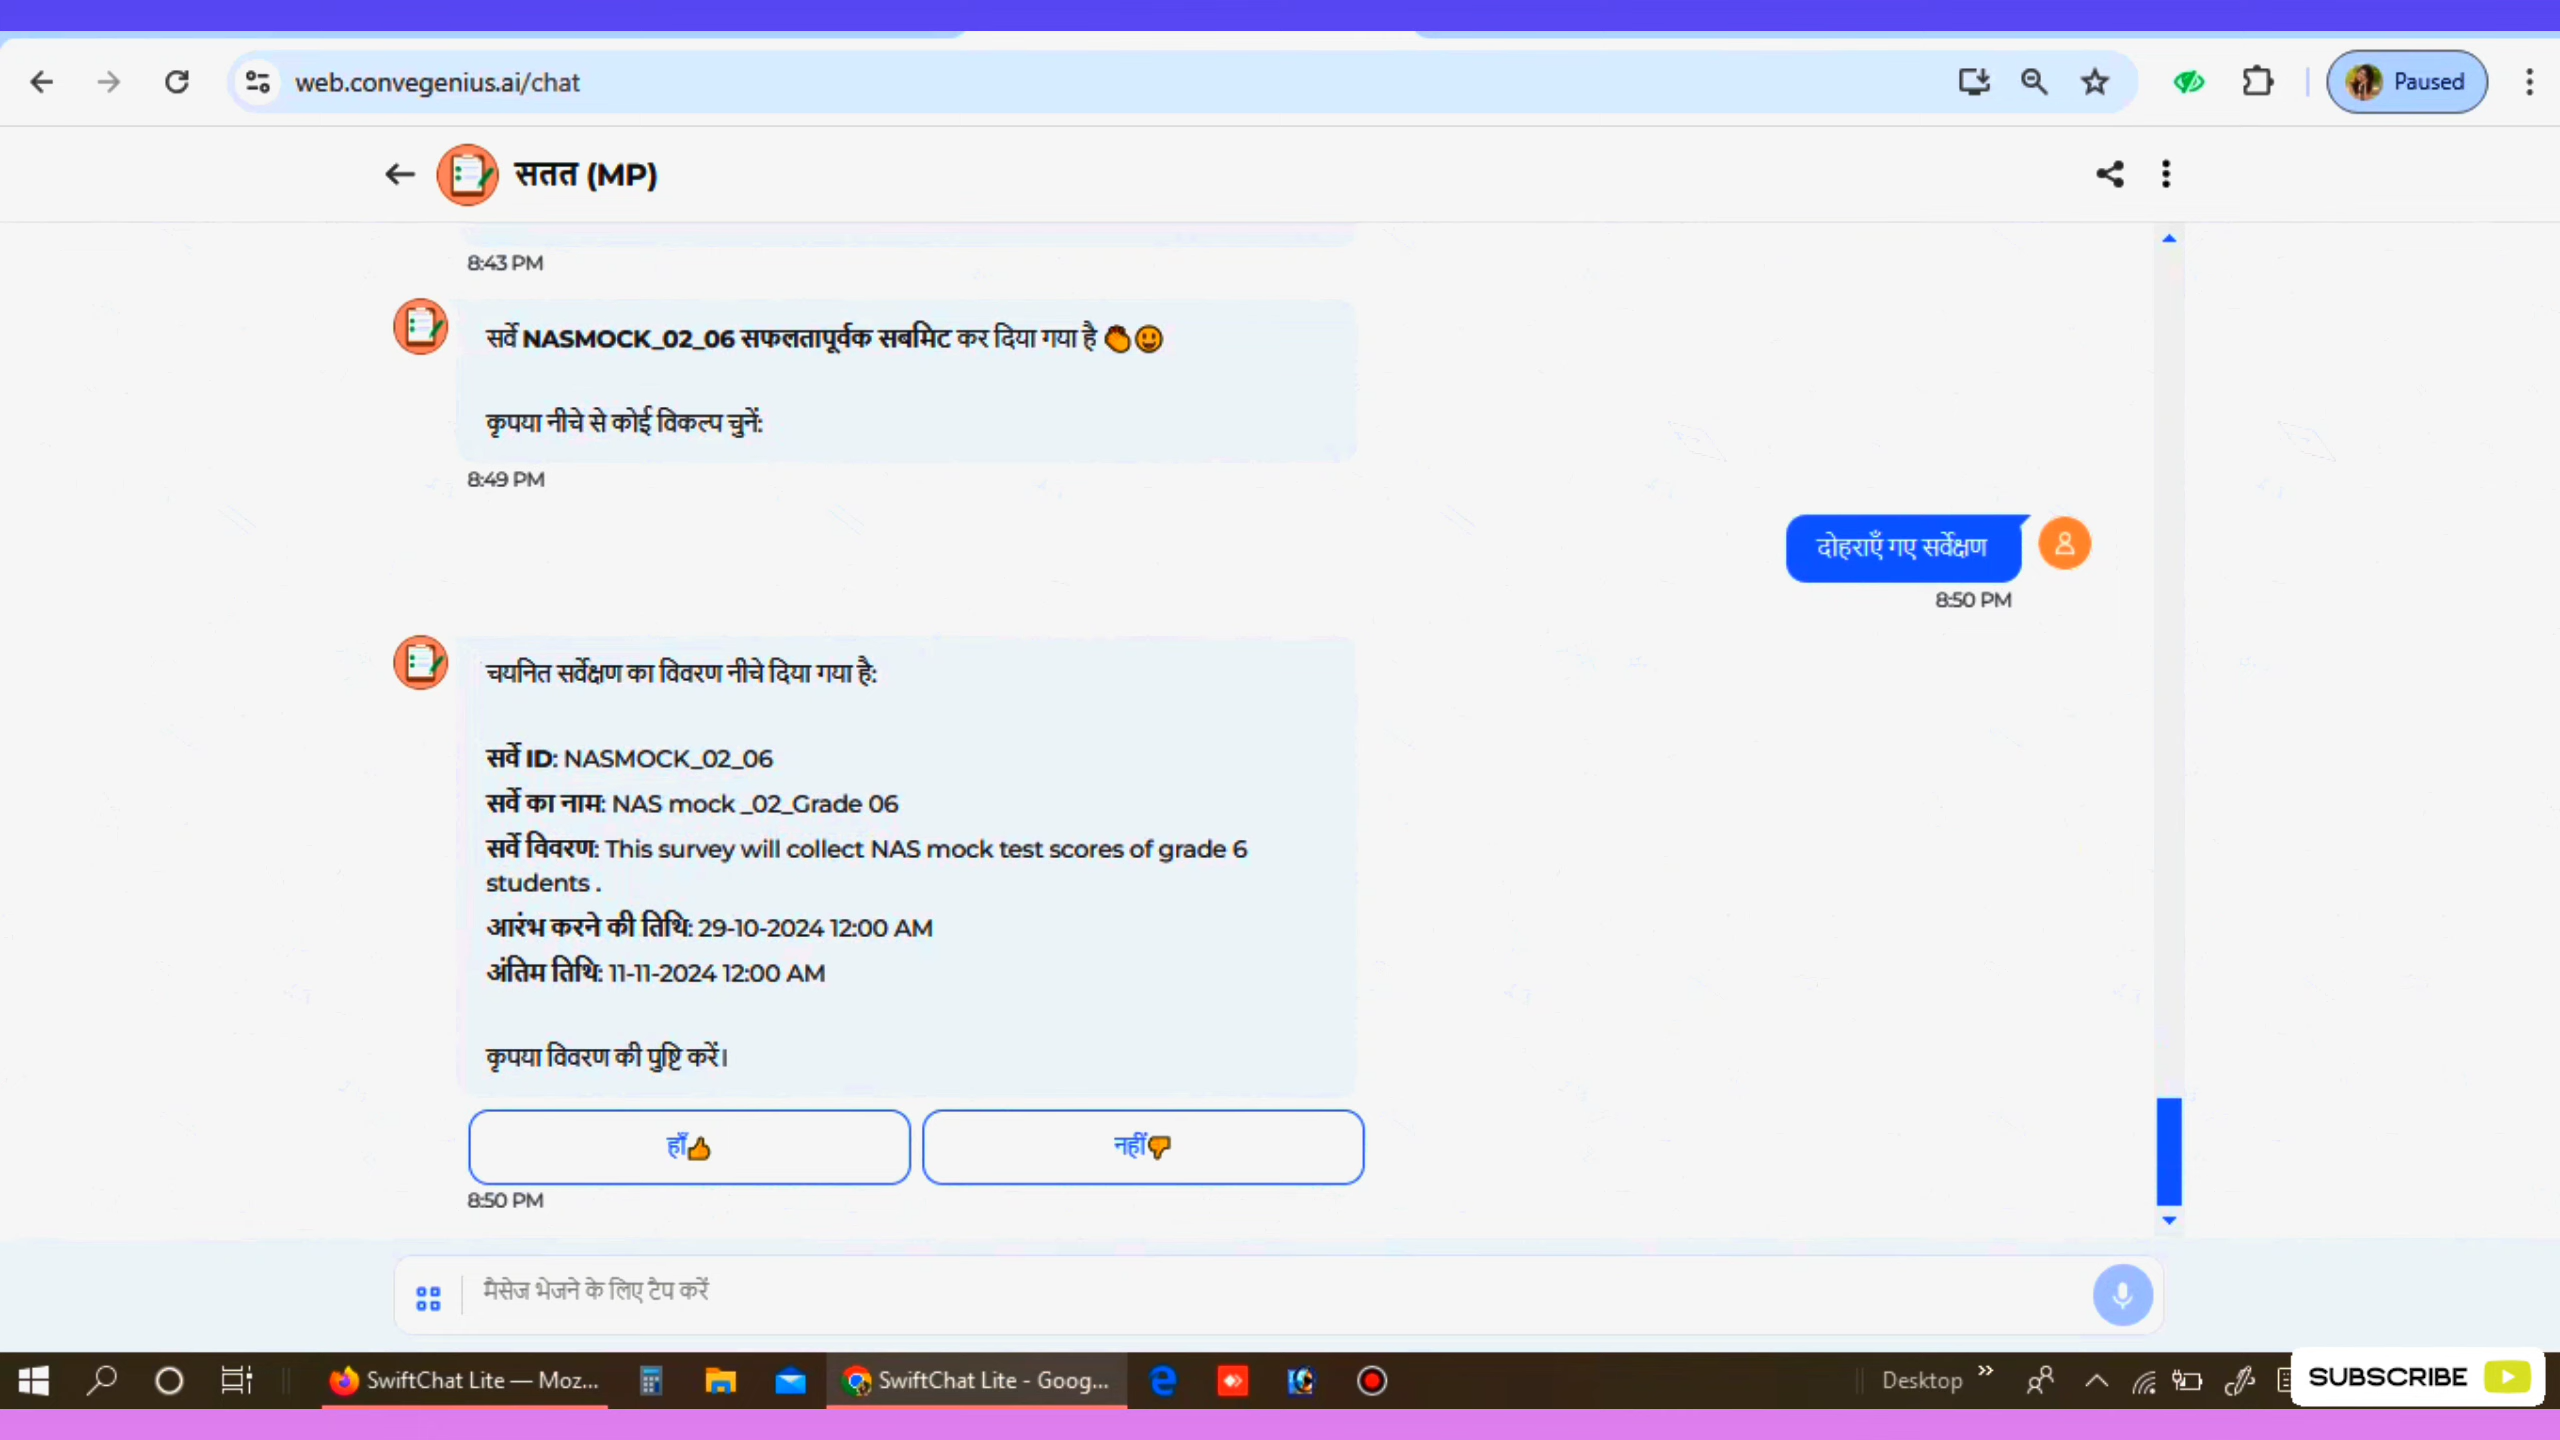 web.convegenius.ai/chat
Paused
सतत (MP)
8:43 PM
सर्वे NASMOCK_02_06 सफलतापूर्वक सबमिट कर दिया गया है
कृपया नीचे से कोई विकल्प चुनें:
8:49 PM
दोहराएँ गए सर्वेक्षण
8:50 PM
चयनित सर्वेक्षण का विवरण नीचे दिया गया है:
सर्वे ID: NASMOCK_02_06
सर्वे का नाम: NAS mock _02_Grade 06
सर्वे विवरण: This survey will collect NAS mock test scores of grade 6
students .
आरंभ करने की तिथि: 29-10-2024 12:00 AM
अंतिम तिथि: 11-11-2024 12:00 AM
कृपया विवरण की पुष्टि करें।
हाँ👍 नहीं👎
8:50 PM
मैसेज भेजने के लिए टैप करें
SwiftChat Lite — Moz... SwiftChat Lite - Goog... Desktop SUBSCRIBE